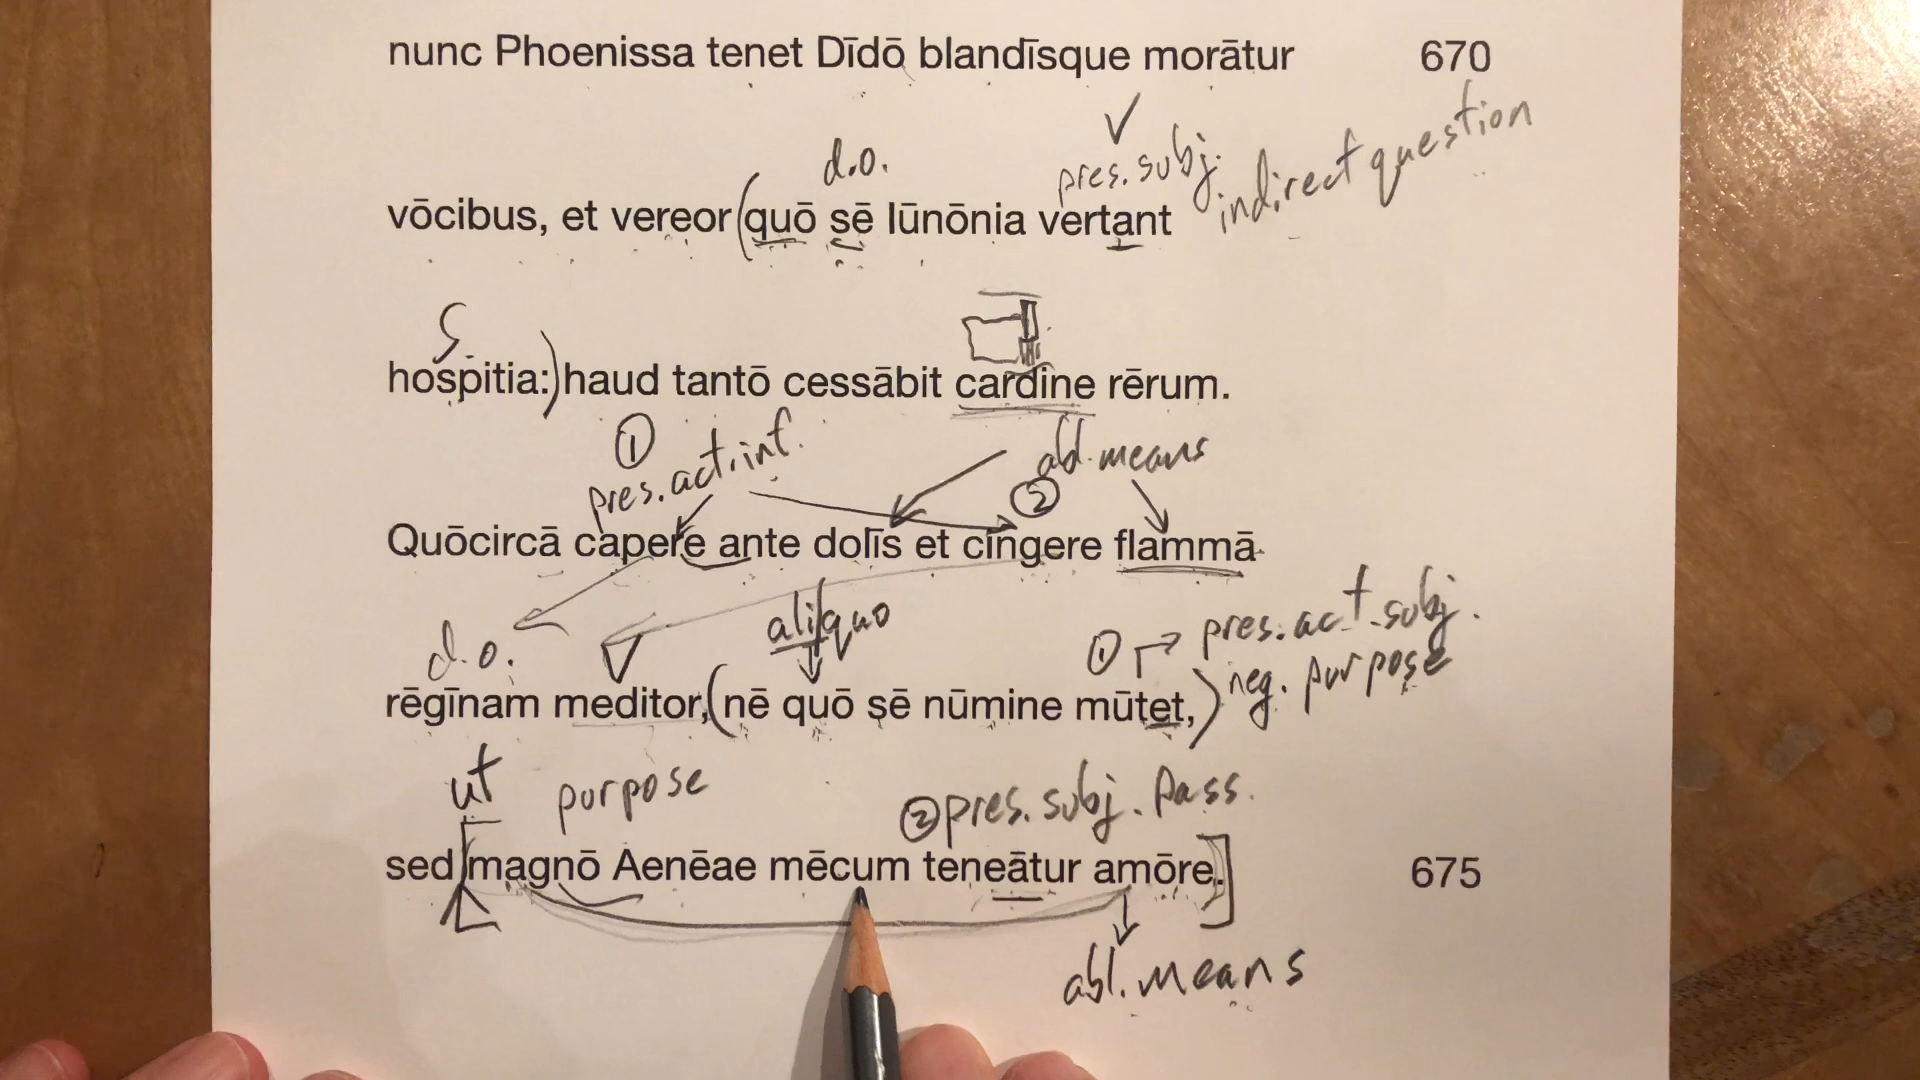 nunc Phoenissa tenet Dīdō blandīsque morātur 670
V
d.o. pres. subj. indirect question
vōcibus, et vereor (quō sē Iūnōnia vertant
S.
hospitia:) haud tantō cessābit cardine rērum.
① pres. act. inf. abl. means
②
Quōcircā capere ante dolīs et cingere flammā
d.o. V aliquo ① pres. act. subj.
neg. purpose
rēgīnam meditor, (nē quō sē nūmine mūtet,)
ut purpose ② pres. subj. pass.
sed [magnō Aenēae mēcum teneātur amōre.] 675
abl. means